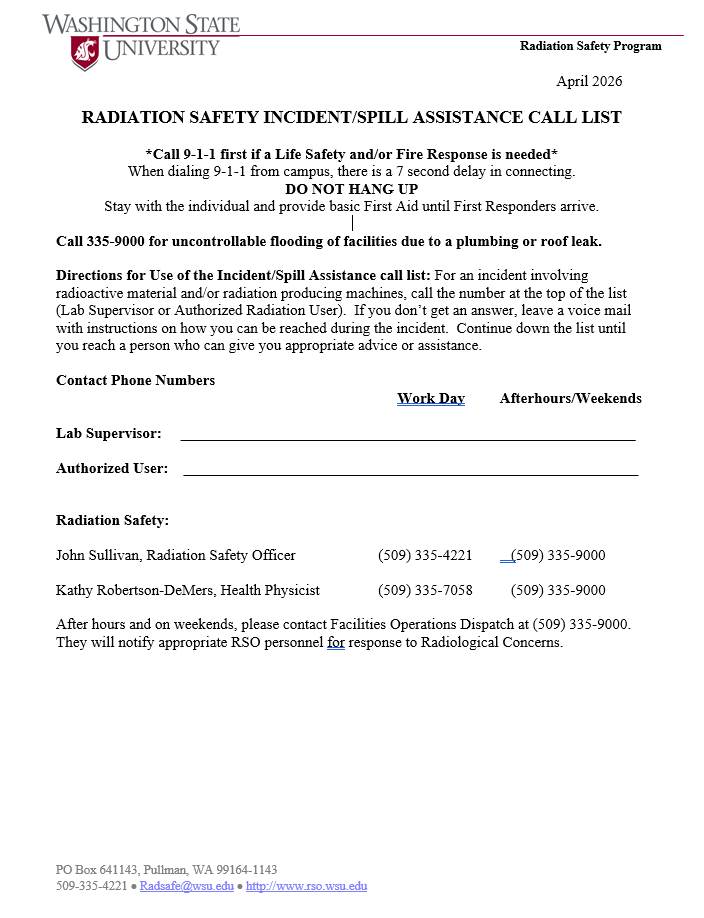 WASHINGTON STATE
UNIVERSITY
Radiation Safety Program
April 2026
RADIATION SAFETY INCIDENT/SPILL ASSISTANCE CALL LIST
*Call 9-1-1 first if a Life Safety and/or Fire Response is needed*
When dialing 9-1-1 from campus, there is a 7 second delay in connecting.
DO NOT HANG UP
Stay with the individual and provide basic First Aid until First Responders arrive.
Call 335-9000 for uncontrollable flooding of facilities due to a plumbing or roof leak.
Directions for Use of the Incident/Spill Assistance call list: For an incident involving
radioactive material and/or radiation producing machines, call the number at the top of the list
(Lab Supervisor or Authorized Radiation User).  If you don't get an answer, leave a voice mail
with instructions on how you can be reached during the incident.  Continue down the list until
you reach a person who can give you appropriate advice or assistance.
Contact Phone Numbers
Work Day Afterhours/Weekends
Lab Supervisor:
Authorized User:
Radiation Safety:
John Sullivan, Radiation Safety Officer (509) 335-4221 (509) 335-9000
Kathy Robertson-DeMers, Health Physicist (509) 335-7058 (509) 335-9000
After hours and on weekends, please contact Facilities Operations Dispatch at (509) 335-9000.
They will notify appropriate RSO personnel for response to Radiological Concerns.
PO Box 641143, Pullman, WA 99164-1143
509-335-4221 ● Radsafe@wsu.edu ● http://www.rso.wsu.edu